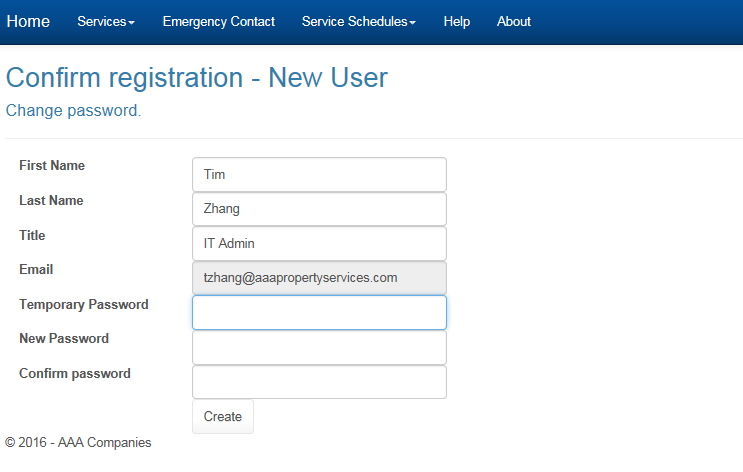 Home Services Emergency Contact Service Schedules Help About
Confirm registration - New User
Change password.
First Name Tim
Last Name Zhang
Title IT Admin
Email tzhang@aaapropertyservices.com
Temporary Password
New Password
Confirm password
Create
© 2016 - AAA Companies